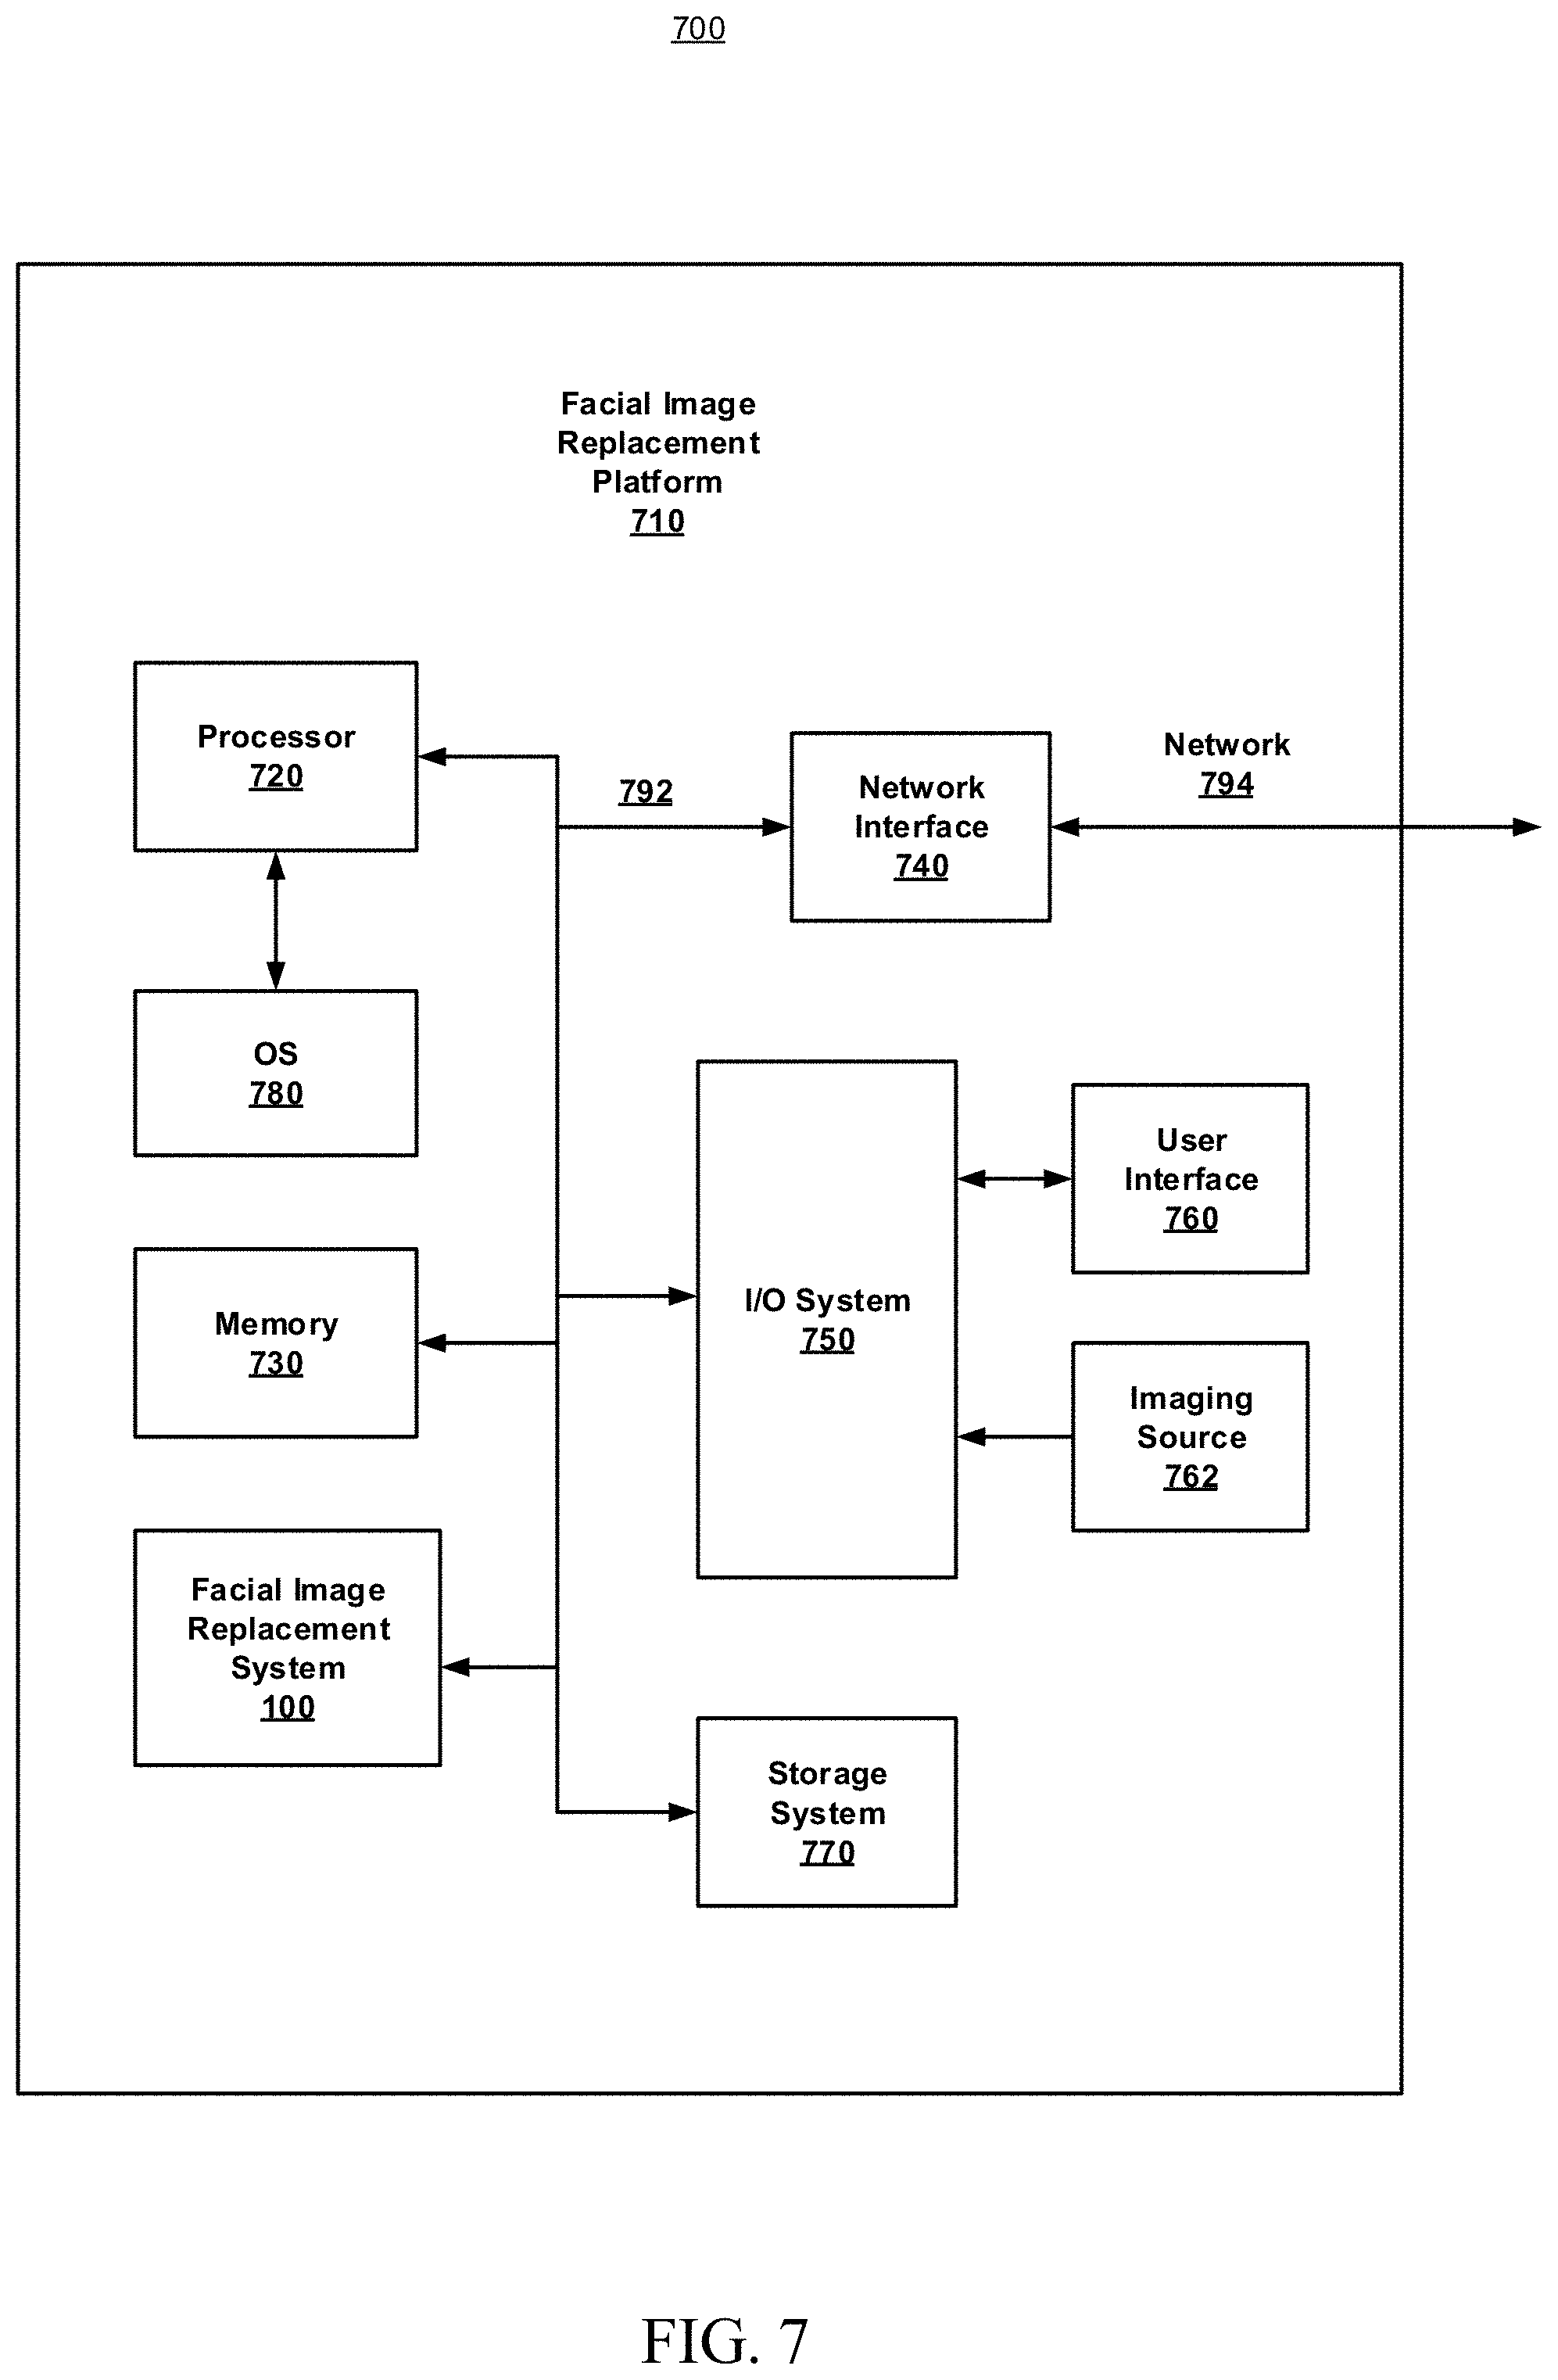 700
Facial Image
Replacement
Platform
710
Processor
720
792
Network
Interface
740
Network
794
OS
780
User
Interface
760
I/O System
750
Memory
730
Imaging
Source
762
Facial Image
Replacement
System
100
Storage
System
770
FIG. 7